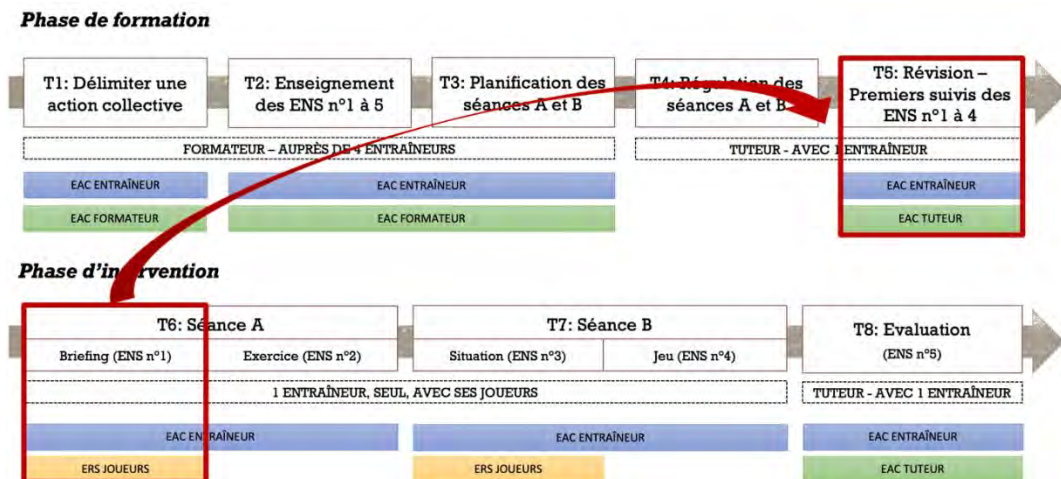 Phase de formation
T1: Délimiter une
action collective
T2: Enseignement
des ENS n°1 à 5
T3: Planification des
séances A et B
T4: Régulation des
séances A et B
T5: Révision –
Premiers suivis des
ENS n°1 à 4
FORMATEUR – AUPRÈS DE 4 ENTRAÎNEURS
TUTEUR - AVEC 1 ENTRAÎNEUR
EAC ENTRAÎNEUR
EAC ENTRAÎNEUR
EAC ENTRAÎNEUR
EAC FORMATEUR
EAC FORMATEUR
EAC TUTEUR
Phase d'intervention
T6: Séance A
T7: Séance B
T8: Evaluation
(ENS n°5)
Briefing (ENS n°1)
Exercice (ENS n°2)
Situation (ENS n°3)
Jeu (ENS n°4)
1 ENTRAÎNEUR, SEUL, AVEC SES JOUEURS
TUTEUR - AVEC 1 ENTRAÎNEUR
EAC ENTRAÎNEUR
EAC ENTRAÎNEUR
EAC ENTRAÎNEUR
ERS JOUEURS
ERS JOUEURS
EAC TUTEUR